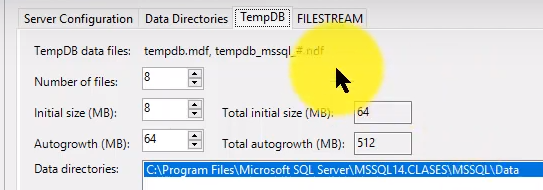 Server Configuration Data Directories TempDB FILESTREAM
TempDB data files: tempdb.mdf, tempdb_mssql_#.ndf
Number of files: 8
Initial size (MB): 8 Total initial size (MB): 64
Autogrowth (MB): 64 Total autogrowth (MB): 512
Data directories: C:\Program Files\Microsoft SQL Server\MSSQL14.CLASES\MSSQL\Data